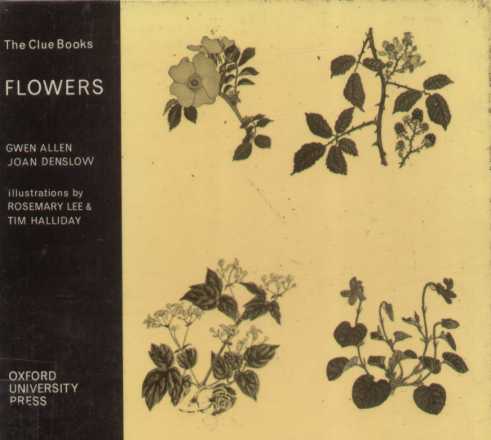 The Clue Books
FLOWERS
GWEN ALLEN
JOAN DENSLOW
illustrations by
ROSEMARY LEE &
TIM HALLIDAY
OXFORD
UNIVERSITY
PRESS